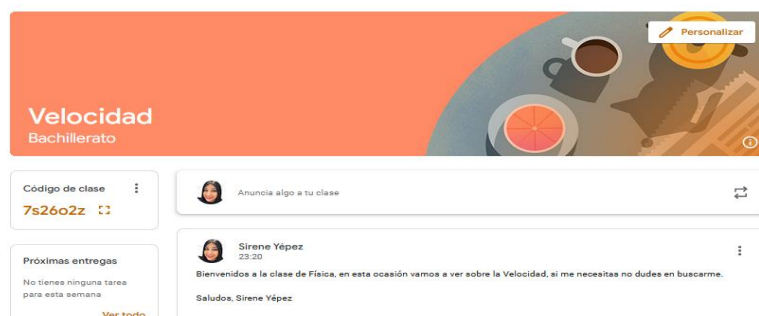 Personalizar
Velocidad
Bachillerato
Código de clase
7s26o2z
Anuncia algo a tu clase
Próximas entregas
No tienes ninguna tarea
para esta semana
Ver todo
Sirene Yépez
23:20
Bienvenidos a la clase de Física, en esta ocasión vamos a ver sobre la Velocidad, si me necesitas no dudes en buscarme.
Saludos, Sirene Yépez